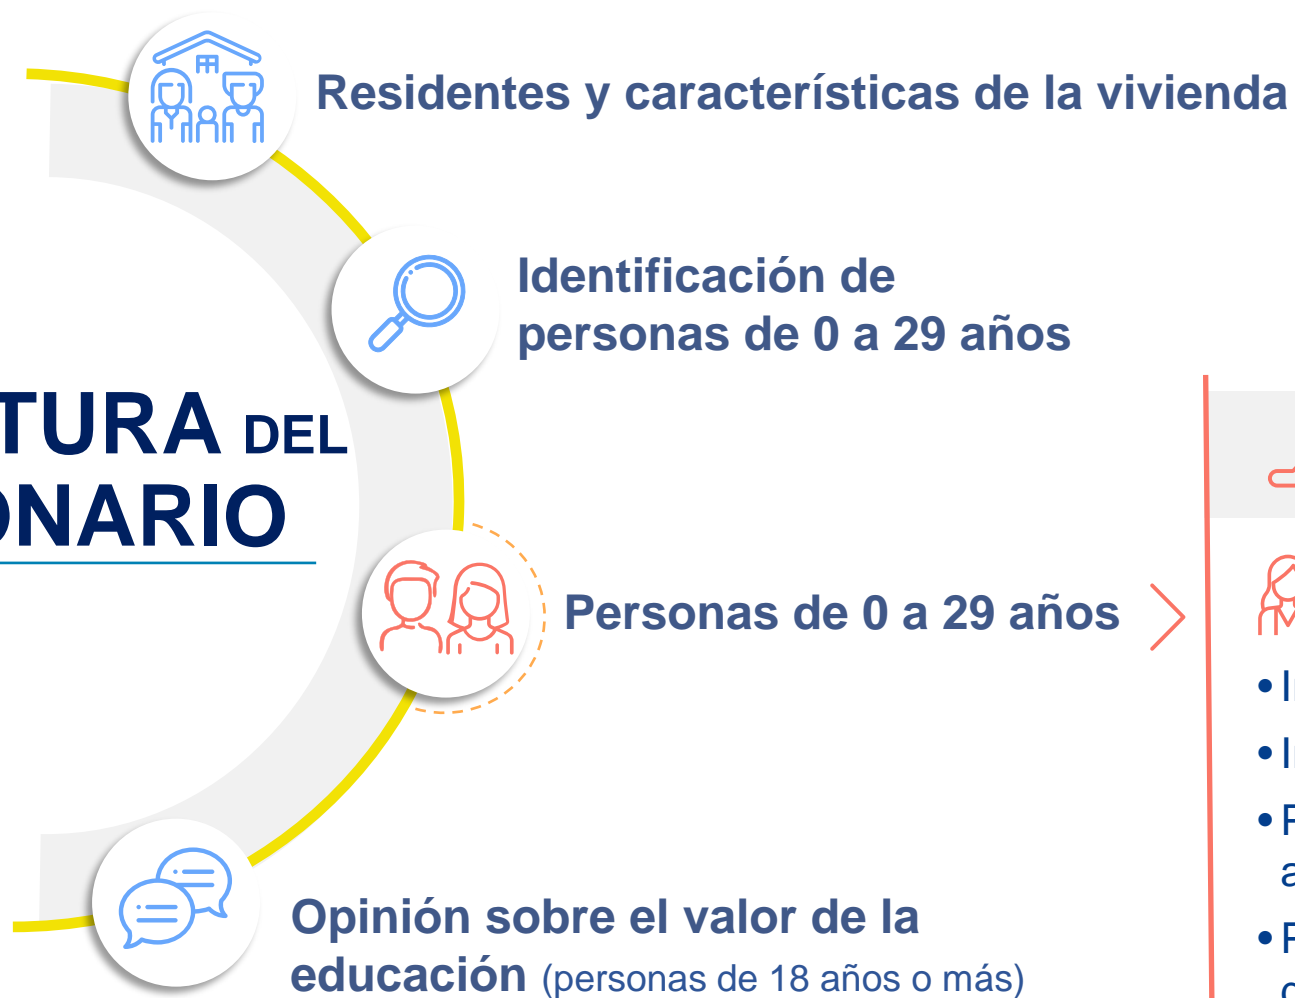 Residentes y características de la vivienda
Identificación de
personas de 0 a 29 años
TURA DEL
ONARIO
Personas de 0 a 29 años
Opinión sobre el valor de la
educación (personas de 18 años o más)